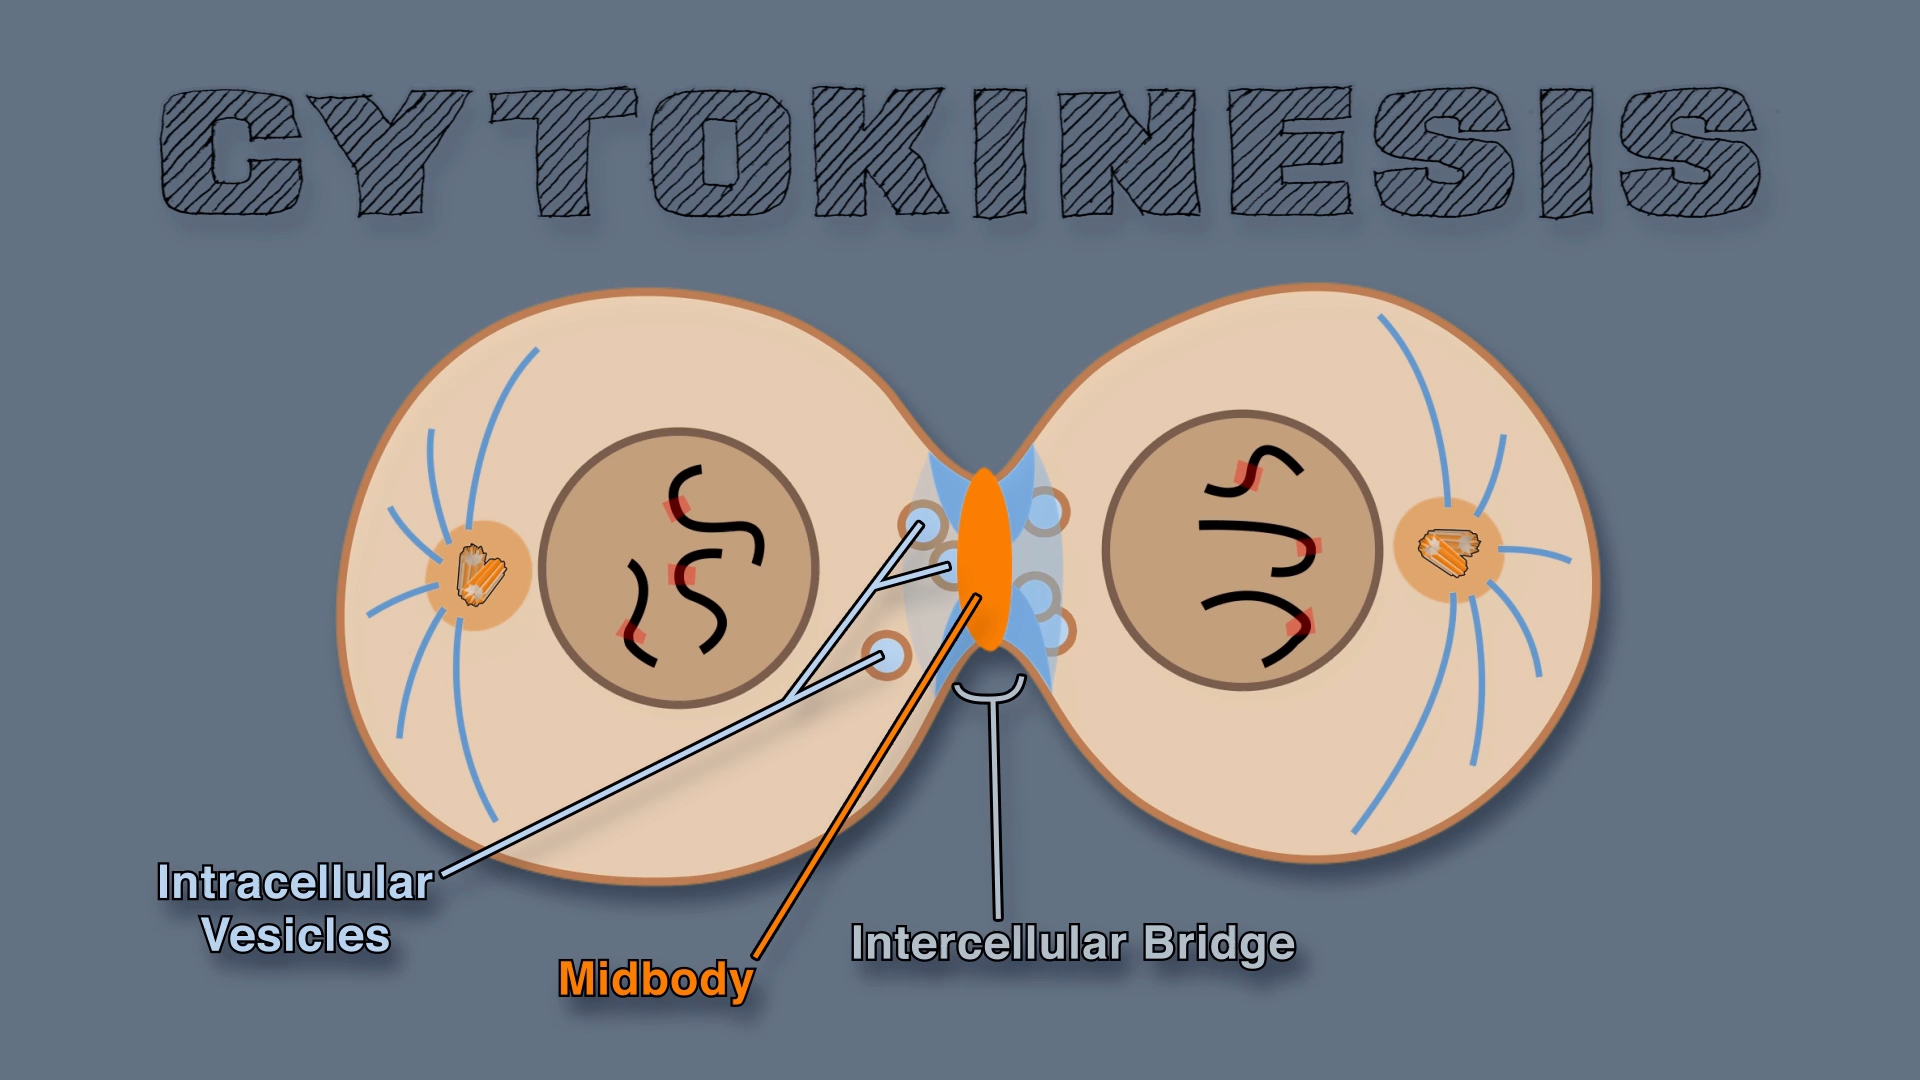 CYTOKINESIS
Intracellular
Vesicles
Midbody
Intercellular Bridge